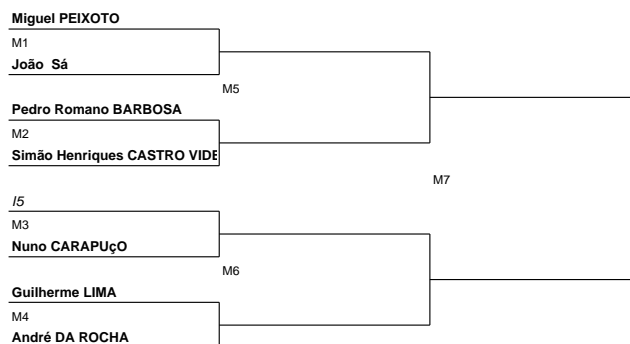 Miguel PEIXOTO
M1
João Sá
M5
Pedro Romano BARBOSA
M2
Simão Henriques CASTRO VIDE
M7
I5
M3
Nuno CARAPUçO
M6
Guilherme LIMA
M4
André DA ROCHA